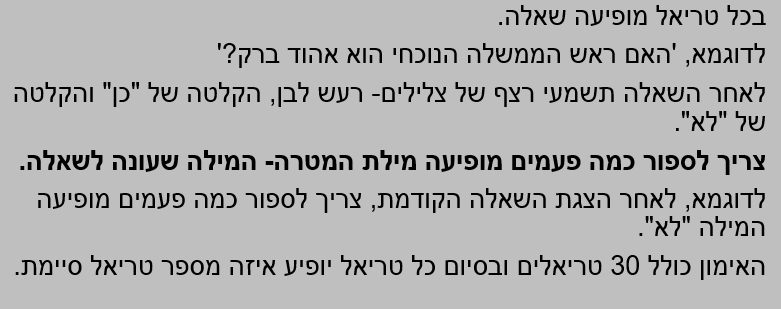 בכל טריאל מופיעה שאלה.
לדוגמא, 'האם ראש הממשלה הנוכחי הוא אהוד ברק?'
לאחר השאלה תשמעי רצף של צלילים- רעש לבן, הקלטה של "כן" והקלטה
של "לא".
צריך לספור כמה פעמים מופיעה מילת המטרה- המילה שעונה לשאלה.
לדוגמא, לאחר הצגת השאלה הקודמת, צריך לספור כמה פעמים מופיעה
המילה "לא".
האימון כולל 30 טריאלים ובסיום כל טריאל יופיע איזה מספר טריאל סיימת.